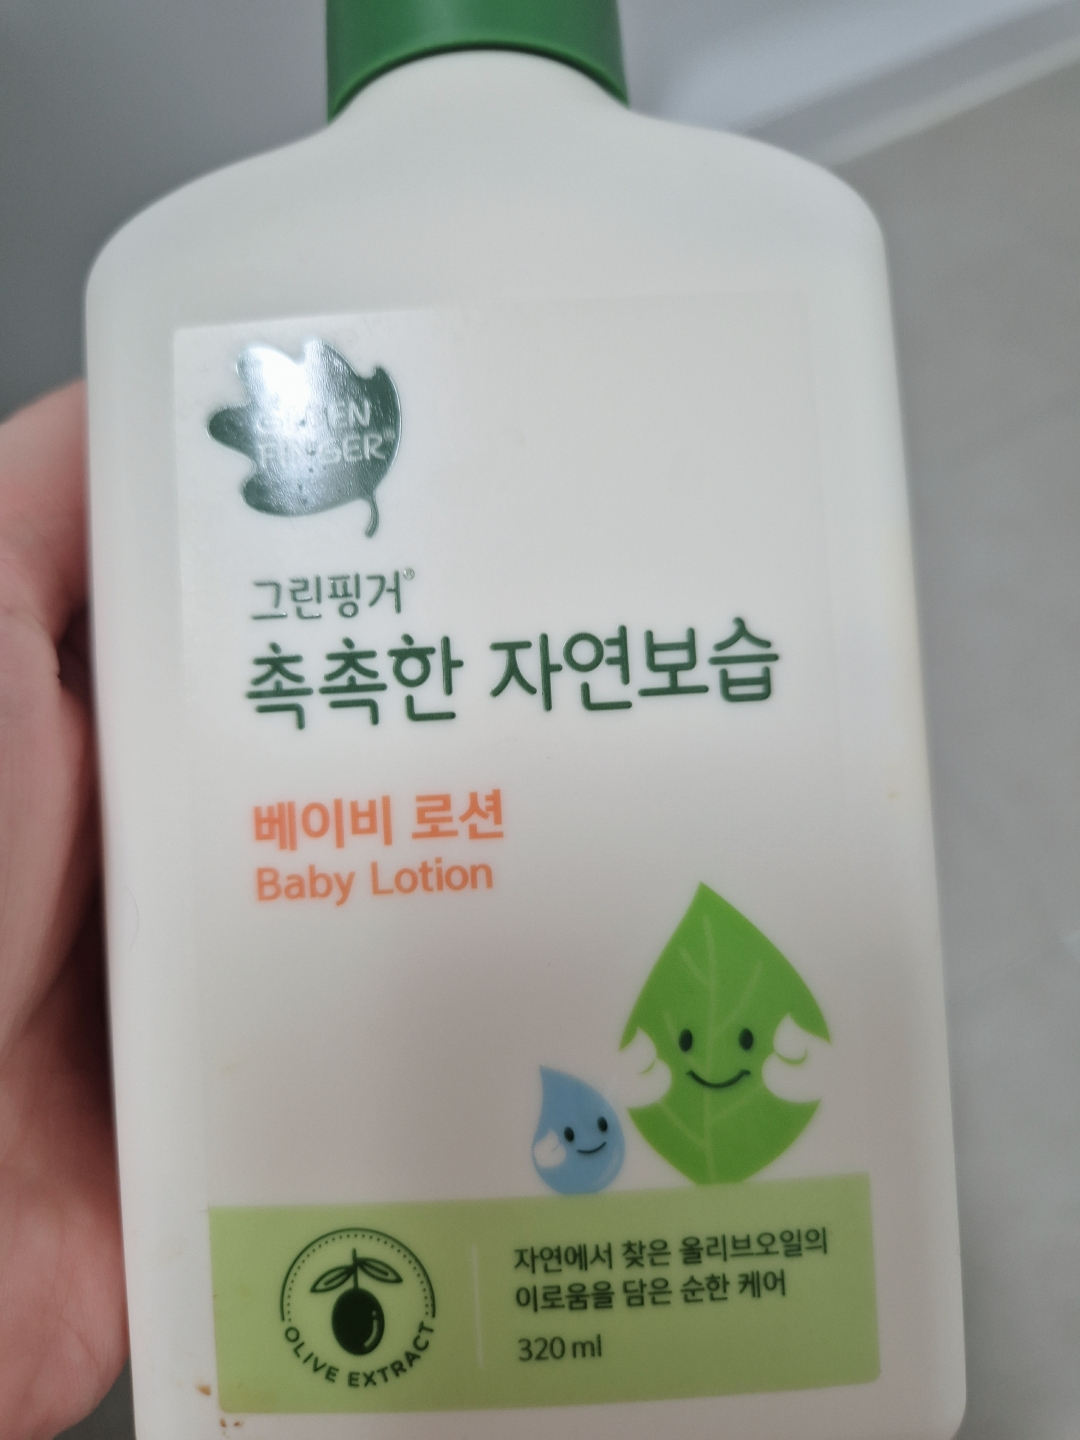 GREEN
FINGER®
그린핑거®
촉촉한 자연보습
베이비 로션
Baby Lotion
OLIVE EXTRACT
자연에서 찾은 올리브오일의
이로움을 담은 순한 케어
320 ml